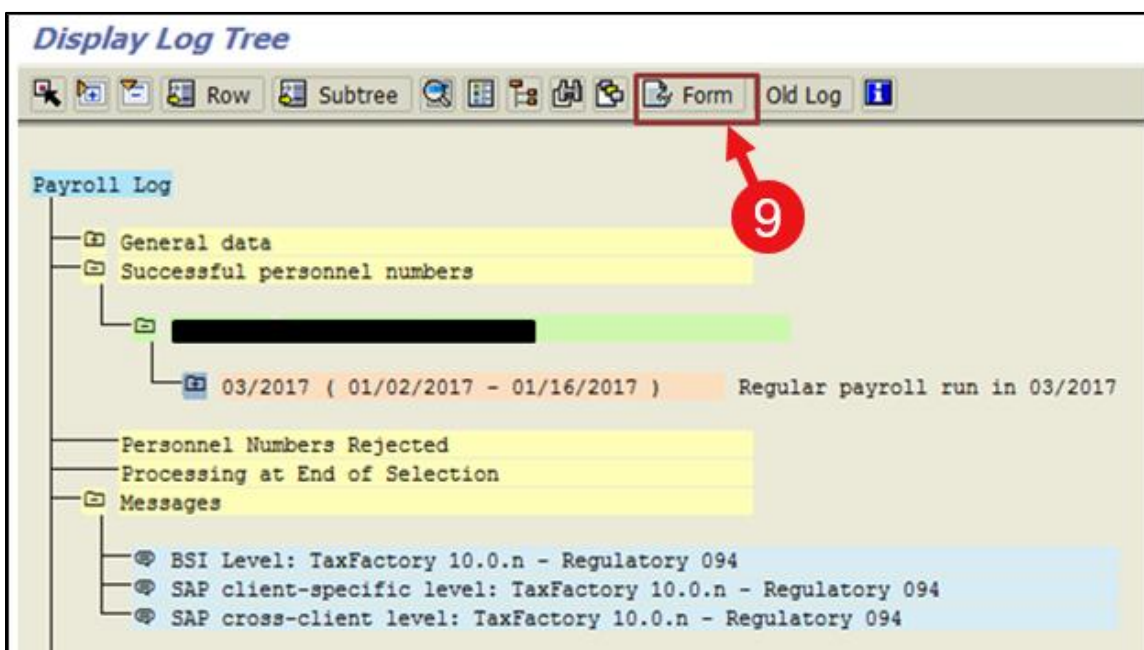 Display Log Tree
Row Subtree Form Old Log
9
Payroll Log
General data
Successful personnel numbers
03/2017 ( 01/02/2017 - 01/16/2017 ) Regular payroll run in 03/2017
Personnel Numbers Rejected
Processing at End of Selection
Messages
BSI Level: TaxFactory 10.0.n - Regulatory 094
SAP client-specific level: TaxFactory 10.0.n - Regulatory 094
SAP cross-client level: TaxFactory 10.0.n - Regulatory 094